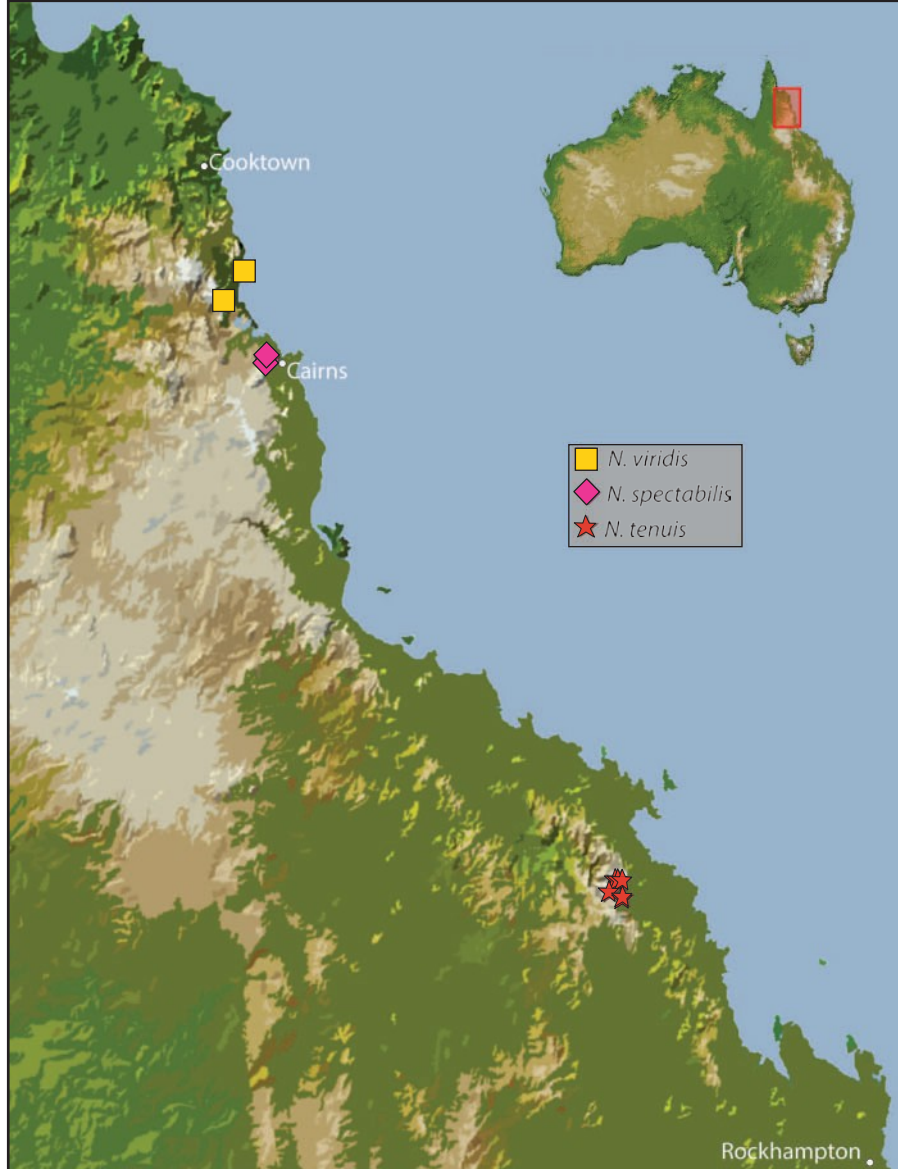 Cooktown
Cairns
N. viridis
N. spectabilis
N. tenuis
Rockhampton